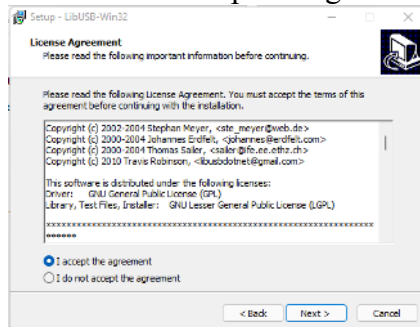 Setup - LibUSB-Win32
License Agreement
Please read the following important information before continuing.
Please read the following License Agreement. You must accept the terms of this
agreement before continuing with the installation.
Copyright (c) 2002-2004 Stephan Meyer, <ste_meyer@web.de>
Copyright (c) 2000-2004 Johannes Erdfelt, <johannes@erdfelt.com>
Copyright (c) 2000-2004 Thomas Sailer, <sailer@ife.ee.ethz.ch>
Copyright (c) 2010 Travis Robinson, <libusbdotnet@gmail.com>
This software is distributed under the following licenses:
Driver: GNU General Public License (GPL)
Library, Test Files, Installer: GNU Lesser General Public License (LGPL)
I accept the agreement
I do not accept the agreement
< Back Next > Cancel